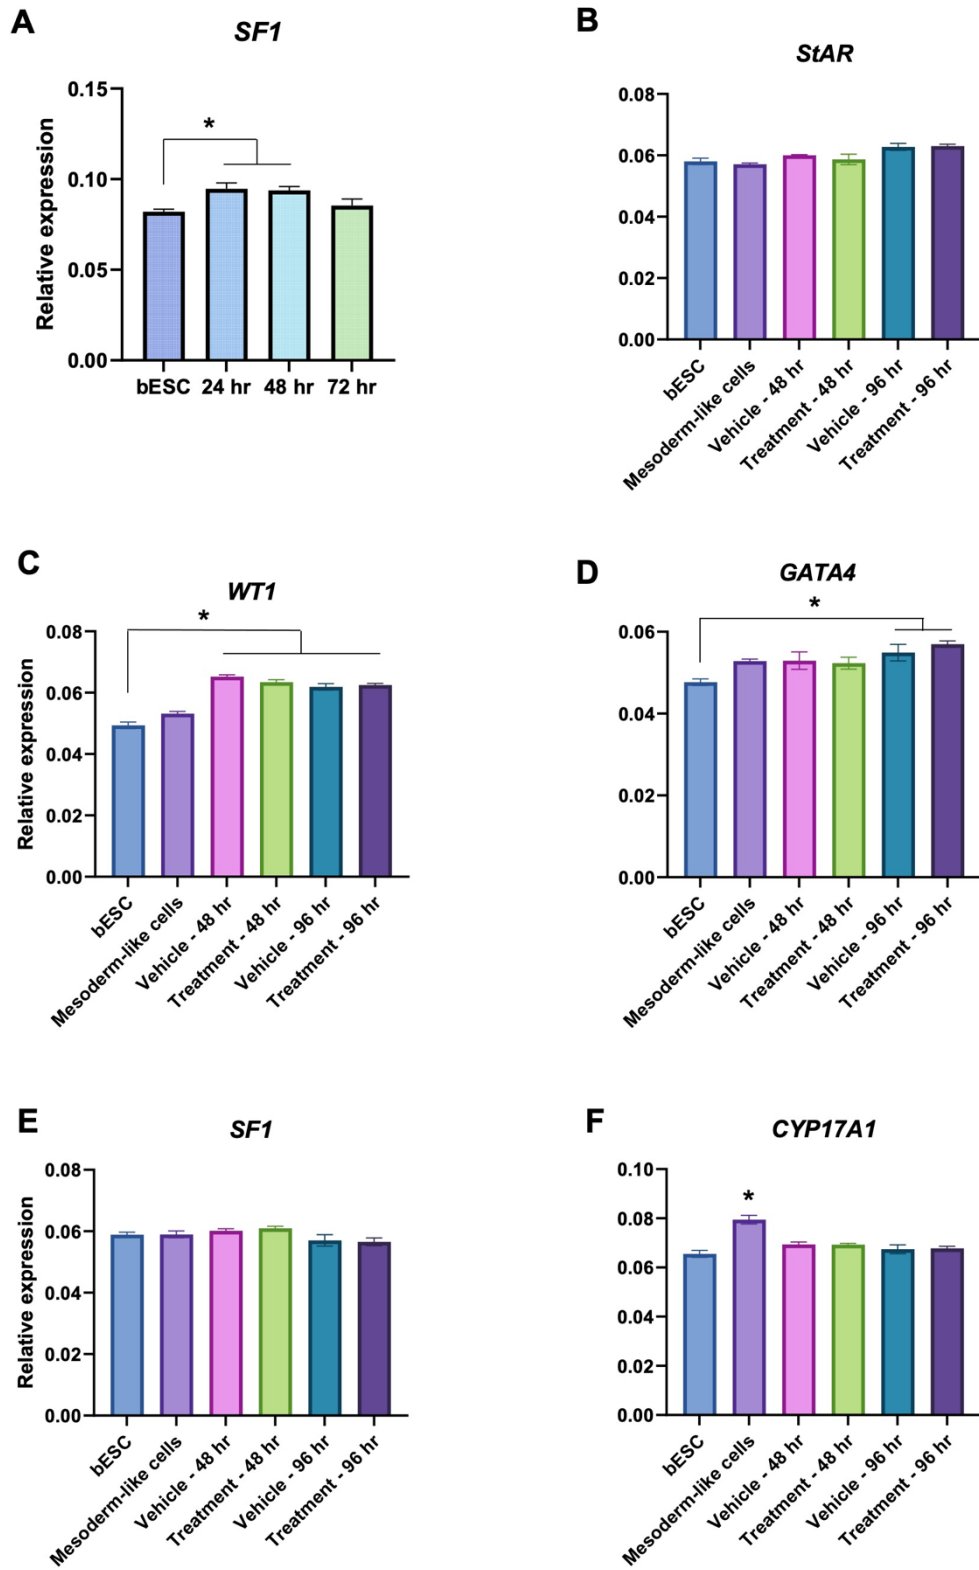 A
SF1
Relative expression
0.15
0.10
0.05
0.00
*
bESC 24 hr 48 hr 72 hr
B
StAR
0.08
0.06
0.04
0.02
0.00
bESC
Mesoderm-like cells
Vehicle - 48 hr
Treatment - 48 hr
Vehicle - 96 hr
Treatment - 96 hr
C
WT1
Relative expression
0.08
0.06
0.04
0.02
0.00
*
bESC
Mesoderm-like cells
Vehicle - 48 hr
Treatment - 48 hr
Vehicle - 96 hr
Treatment - 96 hr
D
GATA4
*
0.06
0.04
0.02
0.00
bESC
Mesoderm-like cells
Vehicle - 48 hr
Treatment - 48 hr
Vehicle - 96 hr
Treatment - 96 hr
E
SF1
Relative expression
0.08
0.06
0.04
0.02
0.00
bESC
Mesoderm-like cells
Vehicle - 48 hr
Treatment - 48 hr
Vehicle - 96 hr
Treatment - 96 hr
F
CYP17A1
0.10
0.08
0.06
0.04
0.02
0.00
*
bESC
Mesoderm-like cells
Vehicle - 48 hr
Treatment - 48 hr
Vehicle - 96 hr
Treatment - 96 hr